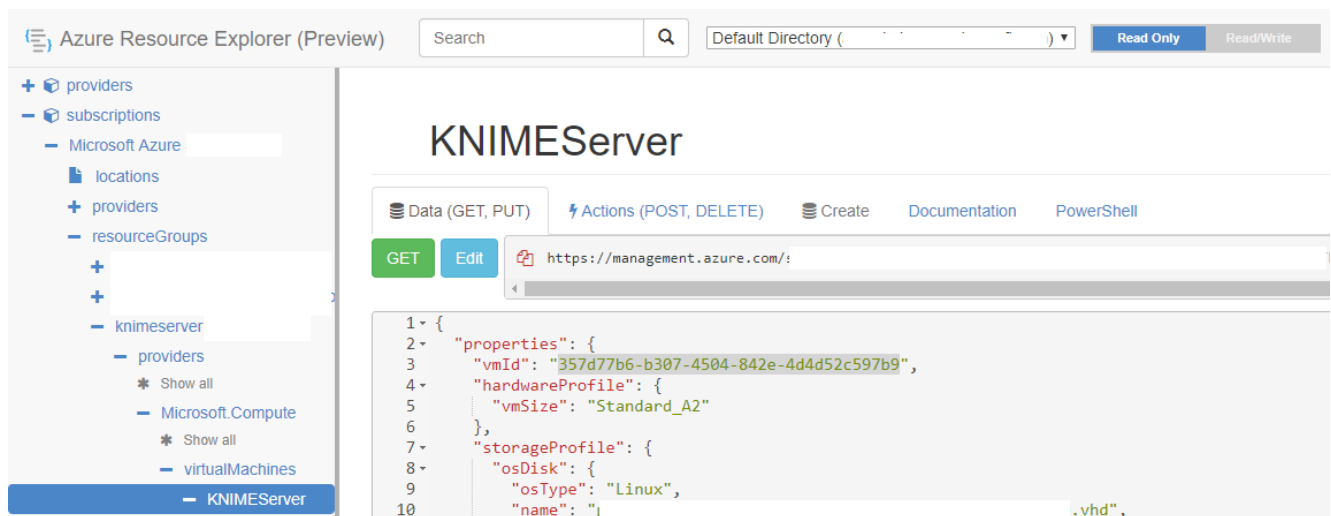 Azure Resource Explorer (Preview)
Search
Default Directory (
)
Read Only
Read/Write
providers
subscriptions
Microsoft Azure
locations
providers
resourceGroups
knimeserver
providers
Show all
Microsoft.Compute
Show all
virtualMachines
KNIMEServer
KNIMEServer
Data (GET, PUT)
Actions (POST, DELETE)
Create
Documentation
PowerShell
GET
Edit
https://management.azure.com/s
1 {
2 "properties": {
3 "vmId": "357d77b6-b307-4504-842e-4d4d52c597b9",
4 "hardwareProfile": {
5 "vmSize": "Standard_A2"
6 },
7 "storageProfile": {
8 "osDisk": {
9 "osType": "Linux",
10 "name": " .vhd",